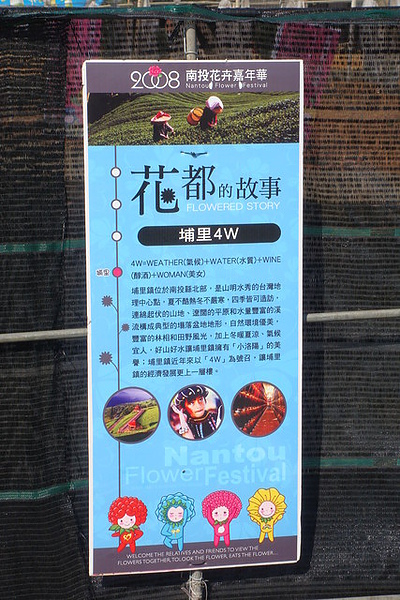 2008 南投花卉嘉年華
Nantou Flower Festival
花都的故事
FLOWERED STORY
埔里4W
埔里
4W=WEATHER(氣候)+WATER(水質)+WINE
(醇酒)+WOMAN(美女)
埔里鎮位於南投縣北部，是山明水秀的台灣地
理中心點，夏不酷熱冬不嚴寒，四季皆可造訪，
連綿起伏的山地、遼闊的平原和水量豐富的溪
流構成典型的塌落盆地地形，自然環境優美，
豐富的林相和田野風光，加上冬暖夏涼、氣候
宜人，好山好水讓埔里鎮擁有「小洛陽」的美
譽；埔里鎮近年來以「4W」為號召，讓埔里
鎮的經濟發展更上一層樓。
Nantou
Flower Festival
WELCOME THE RELATIVES AND FRIENDS TO VIEW THE
FLOWERS TOGETHER, TO LOOK THE FLOWER, EATS THE FLOWER...